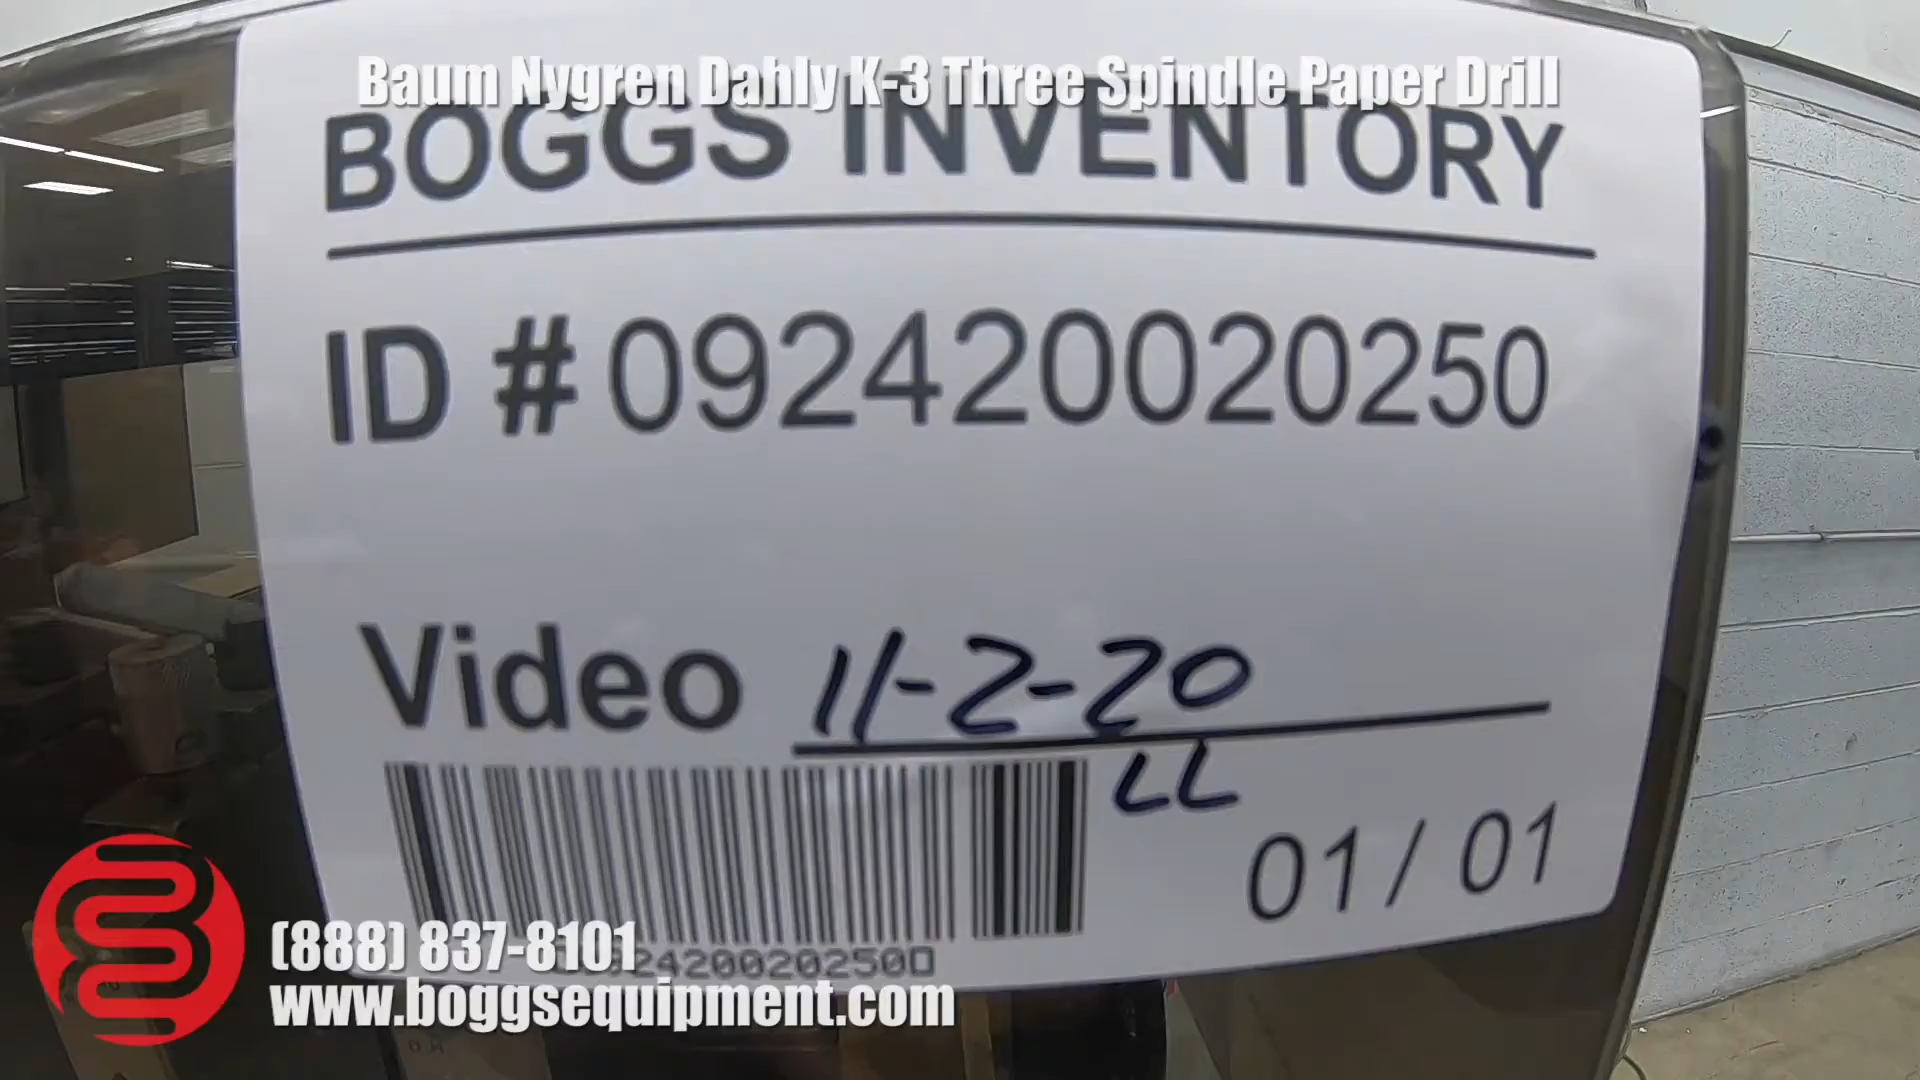 Baum Nygren Dahly K-3 Three Spindle Paper Drill
BOGGS INVENTORY
ID # 092420020250
Video 11-2-20
LL
01 / 01
(888) 837-8101
www.boggsequipment.com